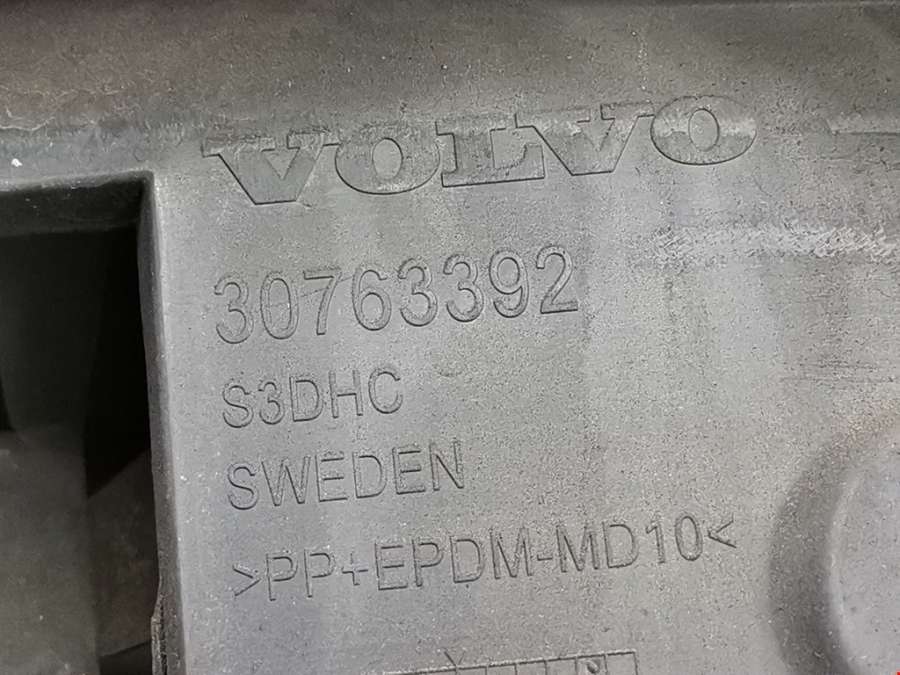 VOLVO
30763392
S3DHC
SWEDEN
>PP+EPDM-MD10<